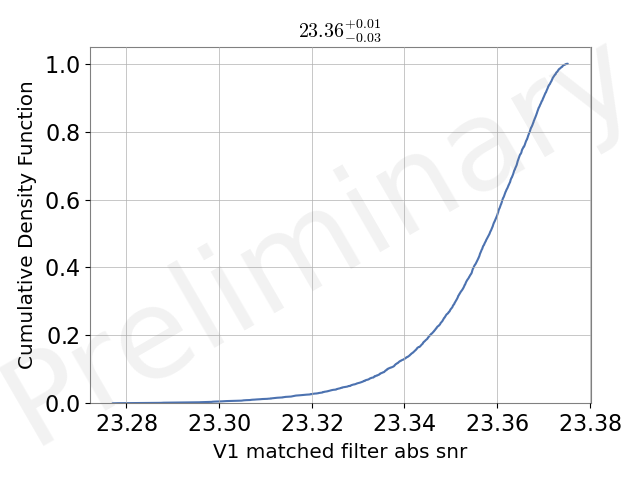 23.36+0.01−0.03
1.0
0.8
0.6
0.4
0.2
0.0
Cumulative Density Function
23.28 23.30 23.32 23.34 23.36 23.38
V1 matched filter abs snr
Preliminary